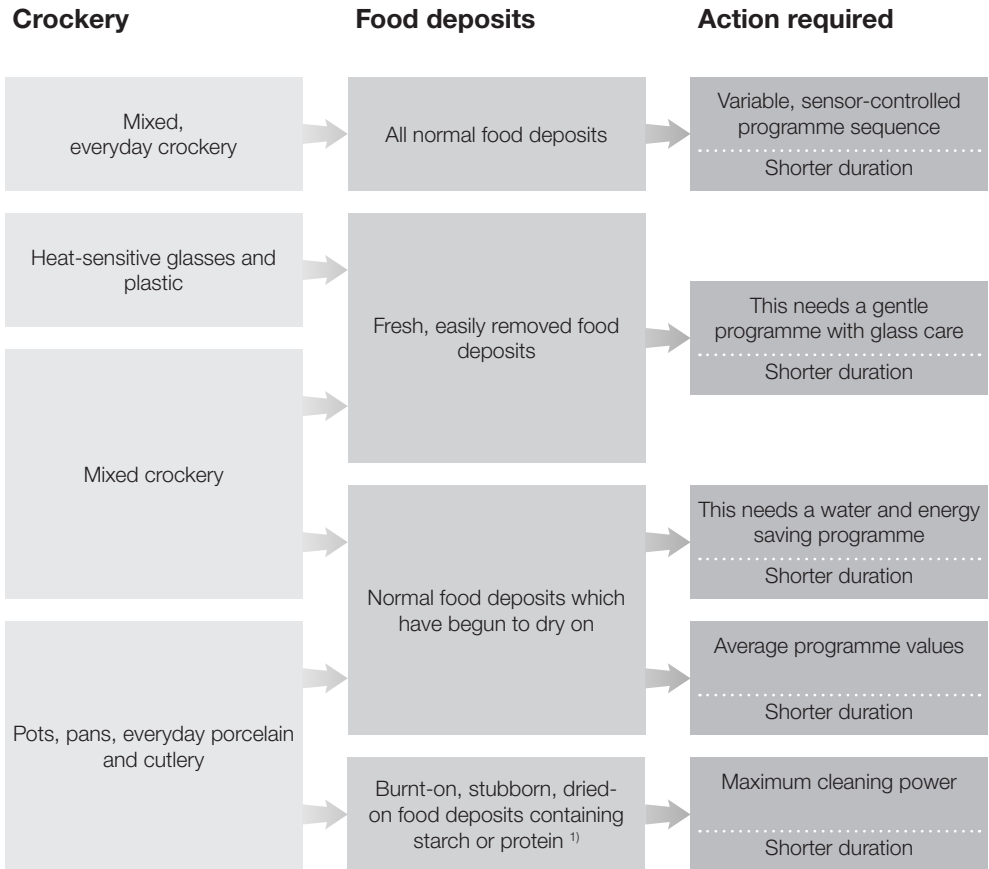 Crockery
Food deposits
Action required
Mixed,
everyday crockery
All normal food deposits
Variable, sensor-controlled
programme sequence
Shorter duration
Heat-sensitive glasses and
plastic
Fresh, easily removed food
deposits
This needs a gentle
programme with glass care
Shorter duration
Mixed crockery
Normal food deposits which
have begun to dry on
This needs a water and energy
saving programme
Shorter duration
Average programme values
Shorter duration
Pots, pans, everyday porcelain
and cutlery
Burnt-on, stubborn, dried-
on food deposits containing
starch or protein 1)
Maximum cleaning power
Shorter duration